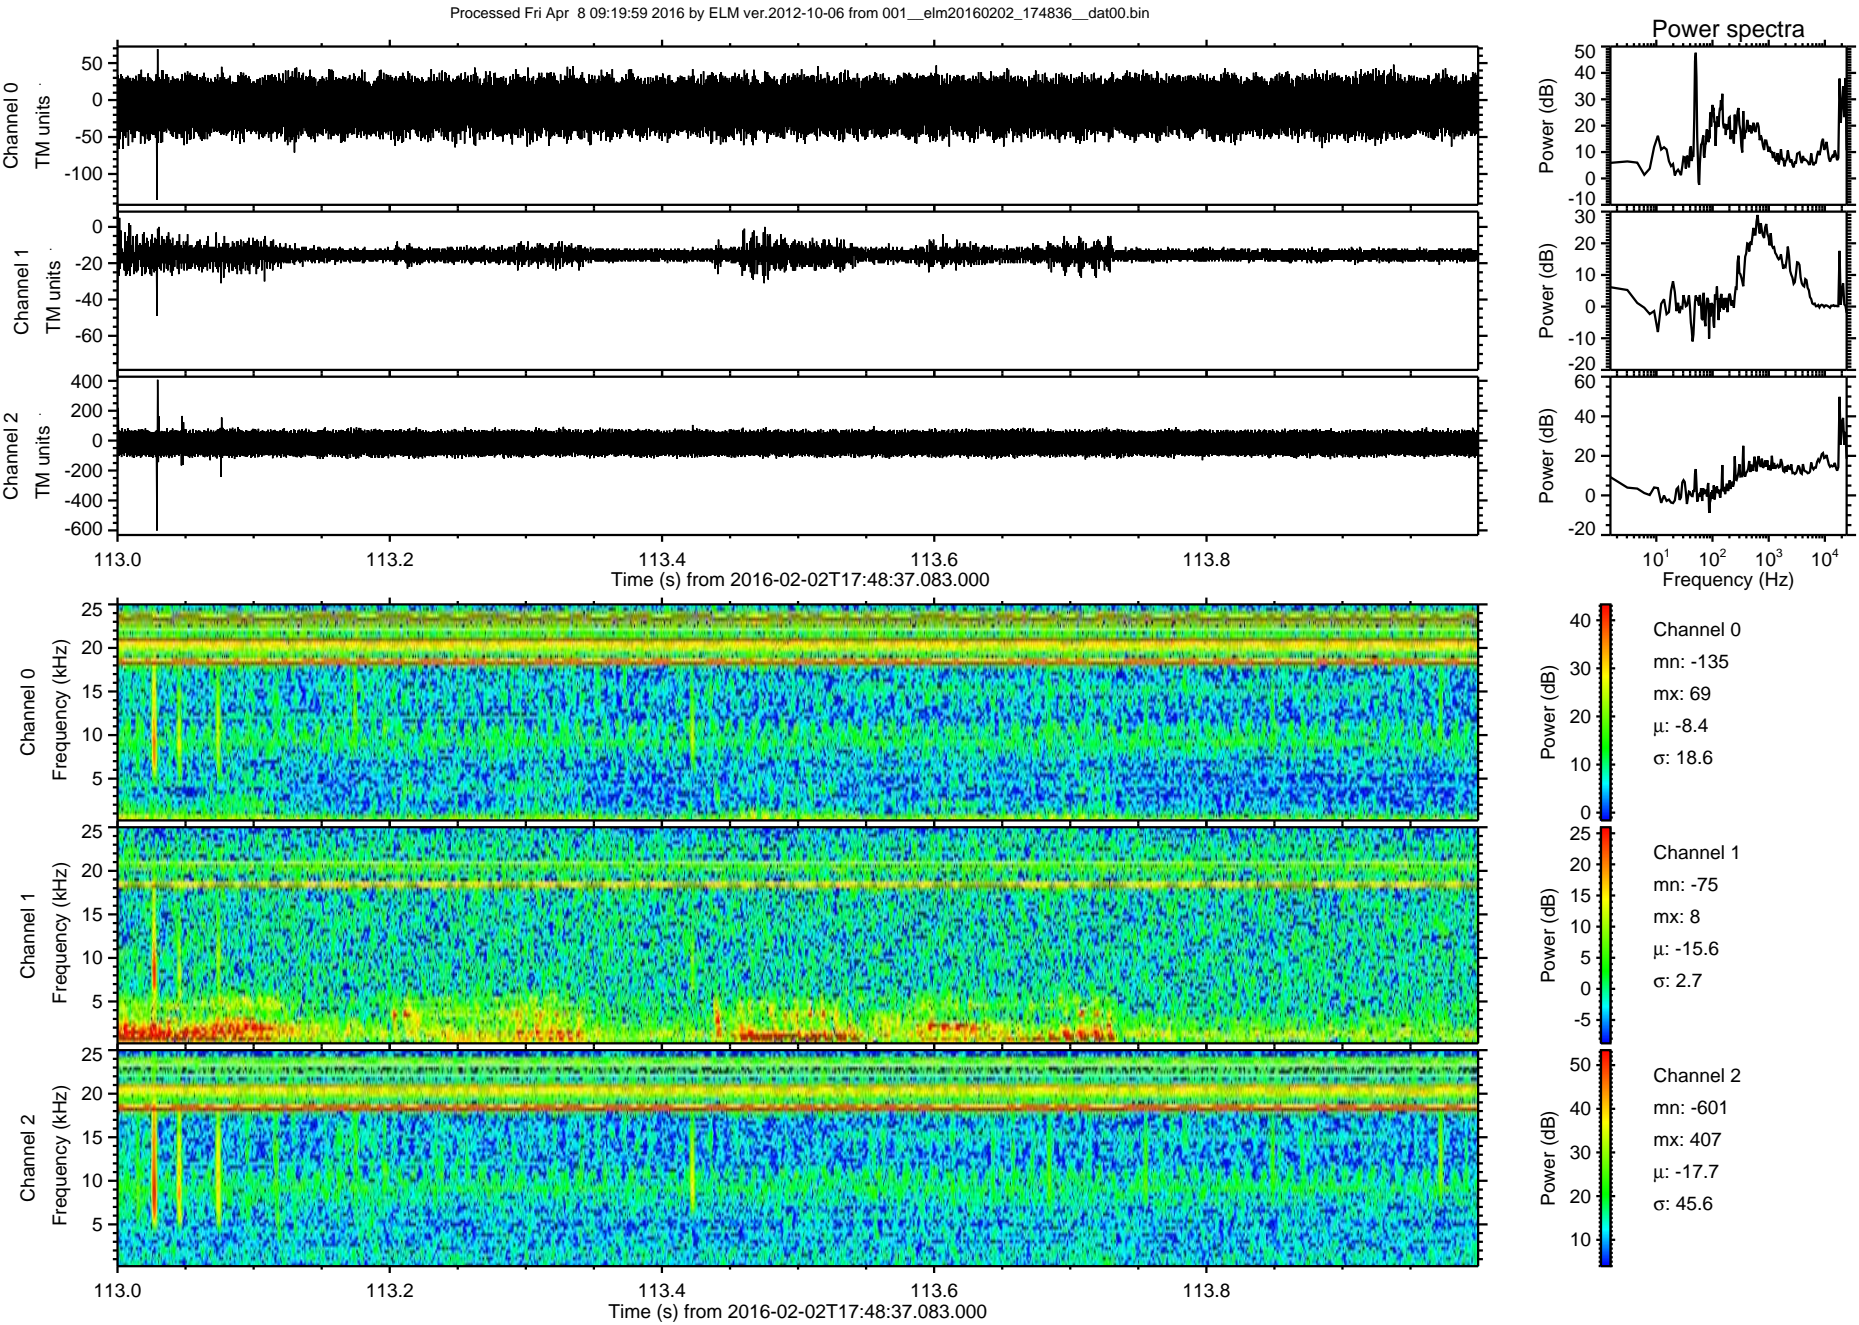 Processed Fri Apr  8 09:19:59 2016 by ELM ver.2012-10-06 from 001__elm20160202_174836__dat00.bin
Power spectra
Channel 0
TM units
50
0
-50
-100
Power (dB)
50
40
30
20
10
0
-10
Channel 1
TM units
0
-20
-40
-60
Power (dB)
30
20
10
0
-10
-20
Channel 2
TM units
400
200
0
-200
-400
-600
Power (dB)
60
40
20
0
-20
113.0 113.2 113.4 113.6 113.8
Time (s) from 2016-02-02T17:48:37.083.000
10¹ 10² 10³ 10⁴
Frequency (Hz)
Channel 0
Frequency (kHz)
25
20
15
10
5
Power (dB)
40
30
20
10
0
Channel 0
mn: -135
mx: 69
µ: -8.4
σ: 18.6
Channel 1
Frequency (kHz)
25
20
15
10
5
Power (dB)
25
20
15
10
5
0
-5
Channel 1
mn: -75
mx: 8
µ: -15.6
σ: 2.7
Channel 2
Frequency (kHz)
25
20
15
10
5
Power (dB)
50
40
30
20
10
Channel 2
mn: -601
mx: 407
µ: -17.7
σ: 45.6
113.0 113.2 113.4 113.6 113.8
Time (s) from 2016-02-02T17:48:37.083.000